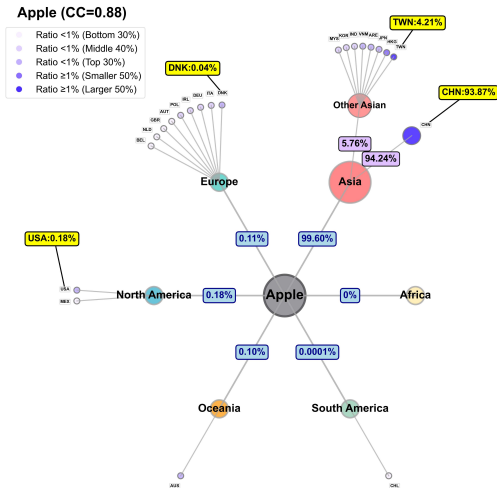 Apple (CC=0.88)
Ratio <1% (Bottom 30%)
Ratio <1% (Middle 40%)
Ratio <1% (Top 30%)
Ratio ≥1% (Smaller 50%)
Ratio ≥1% (Larger 50%)
TWN:4.21%
MYS
KOR
IND
VNM
ARE
JPN
HKG
TWN
DNK:0.04%
CHN:93.87%
BEL
NLD
GBR
AUT
POL
IRL
DEU
ITA
DNK
Other Asian
CHN
5.76%
94.24%
Europe
Asia
USA:0.18%
0.11%
99.60%
USA
MEX
North America
0.18%
Apple
0%
Africa
0.10%
0.0001%
Oceania
South America
AUS
CHL